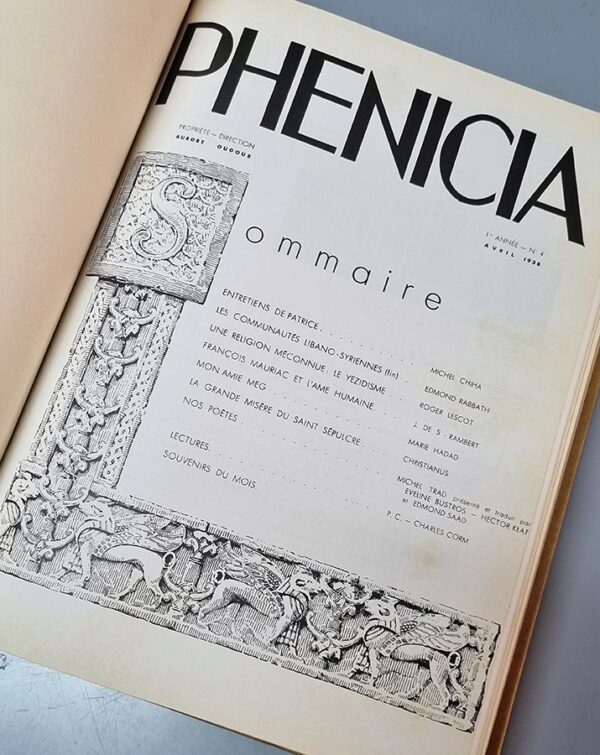 PHENICIA
PROPRIÉTÉ — DIRECTION
AURORE OUGOUR
1re ANNÉE — No 4
AVRIL 1938
Sommaire
ENTRETIENS DE PATRICE. . . . . . . . . . MICHEL CHIHA
LES COMMUNAUTÉS LIBANO-SYRIENNES (fin) . . EDMOND RABBATH
UNE RELIGION MÉCONNUE: LE YEZIDISME. . . . ROGER LESCOT
FRANÇOIS MAURIAC ET L'AME HUMAINE. . . . J. DE S - RAMBERT
MON AMIE MEG . . . . . . . . . . MARIE HADAD
LA GRANDE MISÈRE DU SAINT SÉPULCRE. . . . CHRISTIANUS
NOS POÈTES. . . . . . . . . . MICHEL TRAD présenté et traduit par
EVELINE BUSTROS — HECTOR KLAT
et EDMOND SAAD
LECTURES. . . . . . . . . .
SOUVENIRS DU MOIS. . . . . . . . . . P. C. — CHARLES CORM